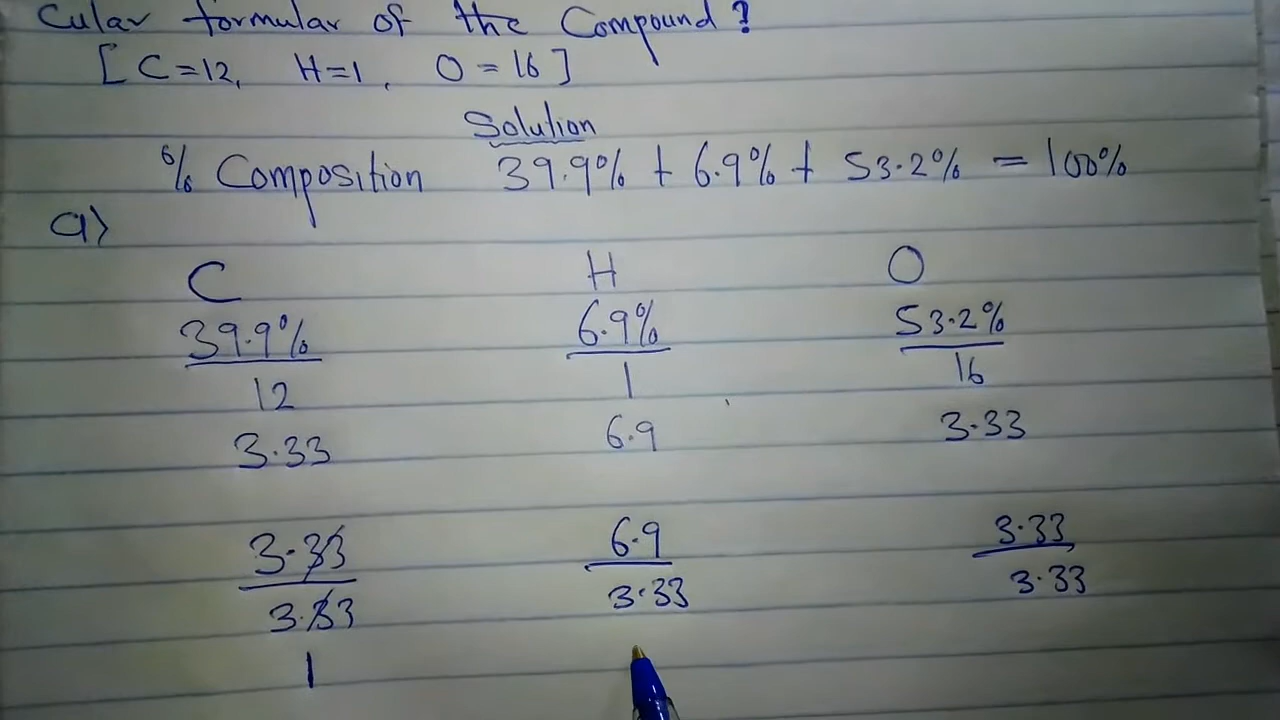 Cular formular of the Compound?
[C=12, H=1, O=16]
Solution
% Composition 39.9% + 6.9% + 53.2% = 100%
a)
C H O
39.9% 6.9% 53.2%
12 1 16
3.33 6.9 3.33
3.33 6.9 3.33
3.33 3.33 3.33
1